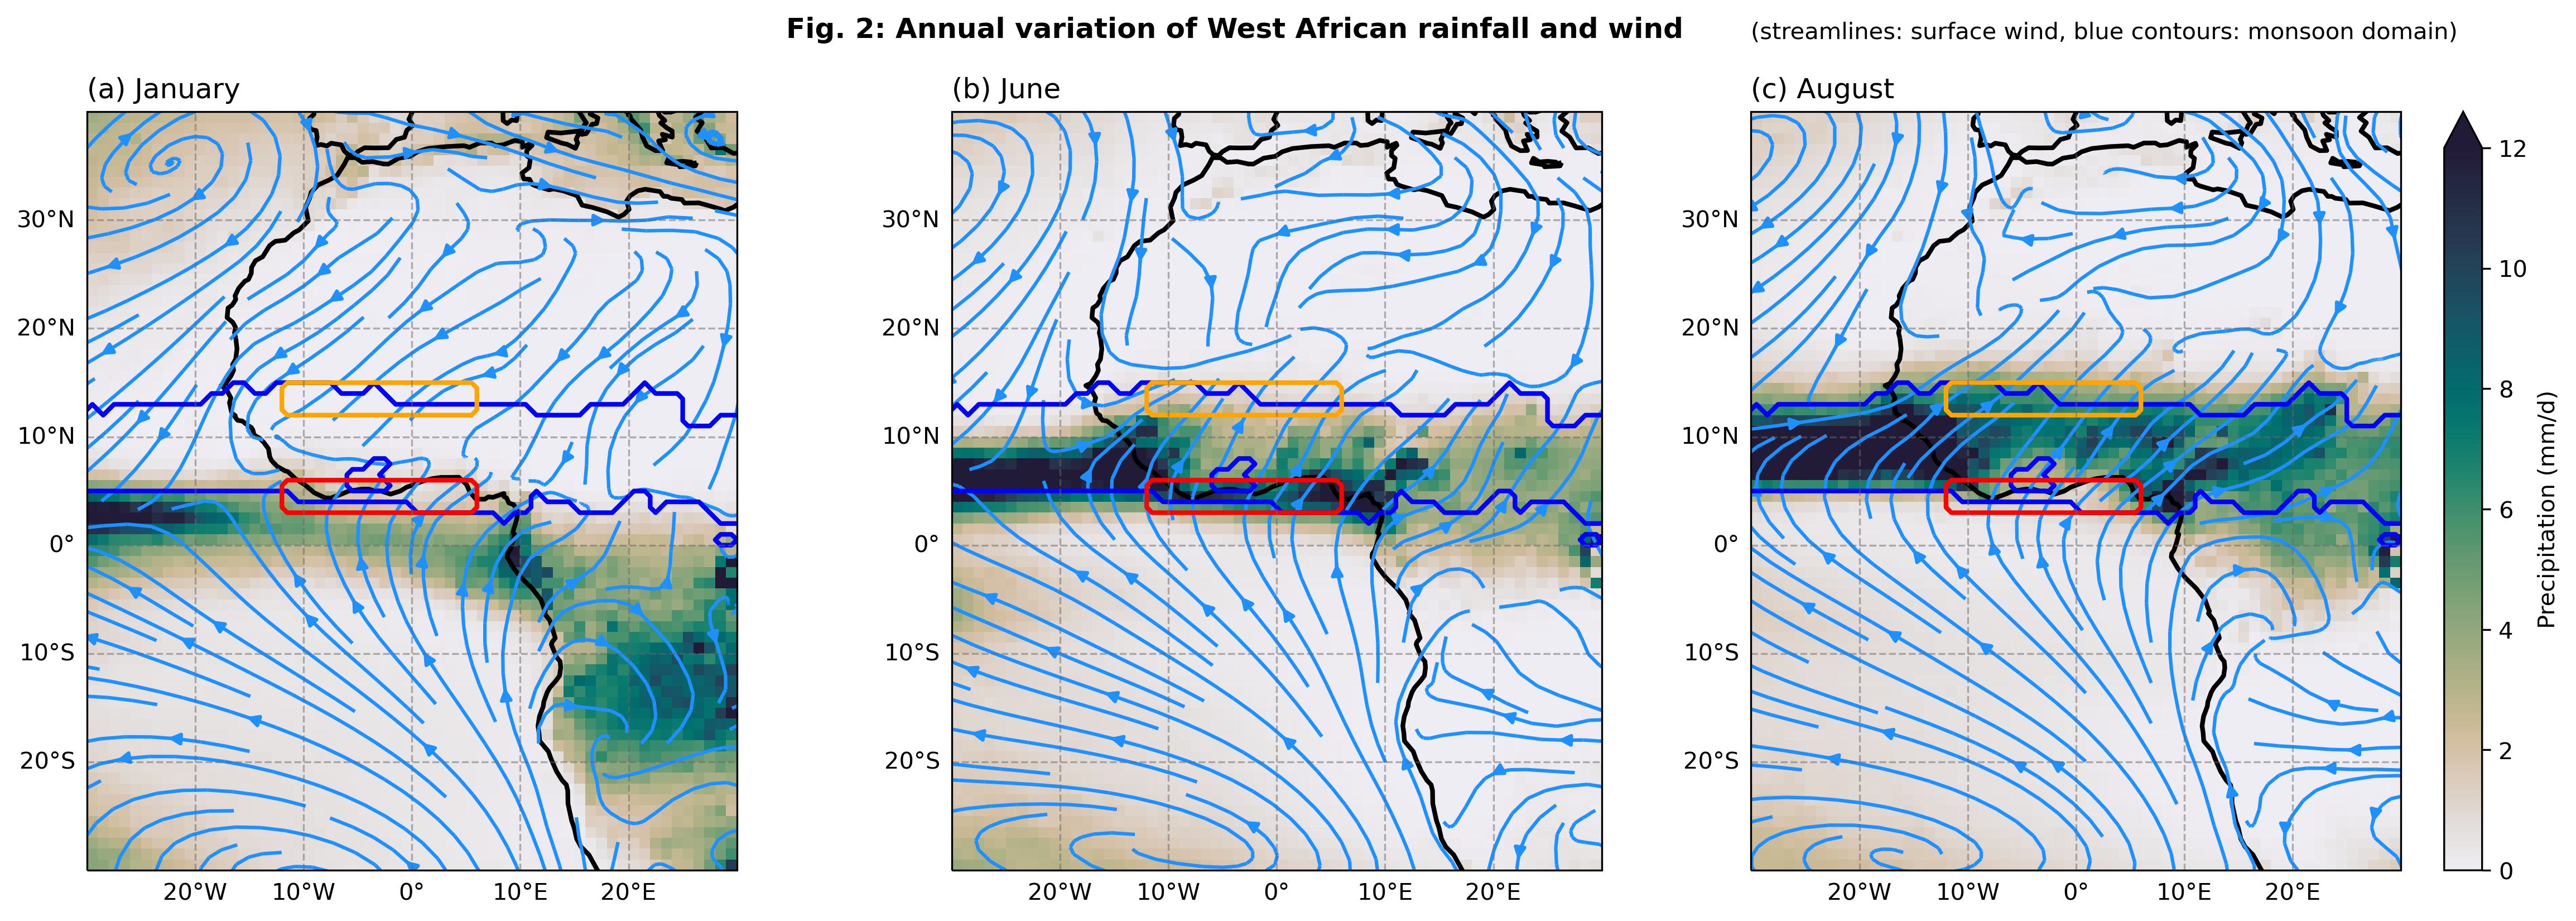 Fig. 2: Annual variation of West African rainfall and wind
(streamlines: surface wind, blue contours: monsoon domain)
(a) January
(b) June
(c) August
30°N
20°N
10°N
0°
10°S
20°S
20°W 10°W 0° 10°E 20°E
30°N
20°N
10°N
0°
10°S
20°S
20°W 10°W 0° 10°E 20°E
30°N
20°N
10°N
0°
10°S
20°S
20°W 10°W 0° 10°E 20°E
12
10
8
6
4
2
0
Precipitation (mm/d)